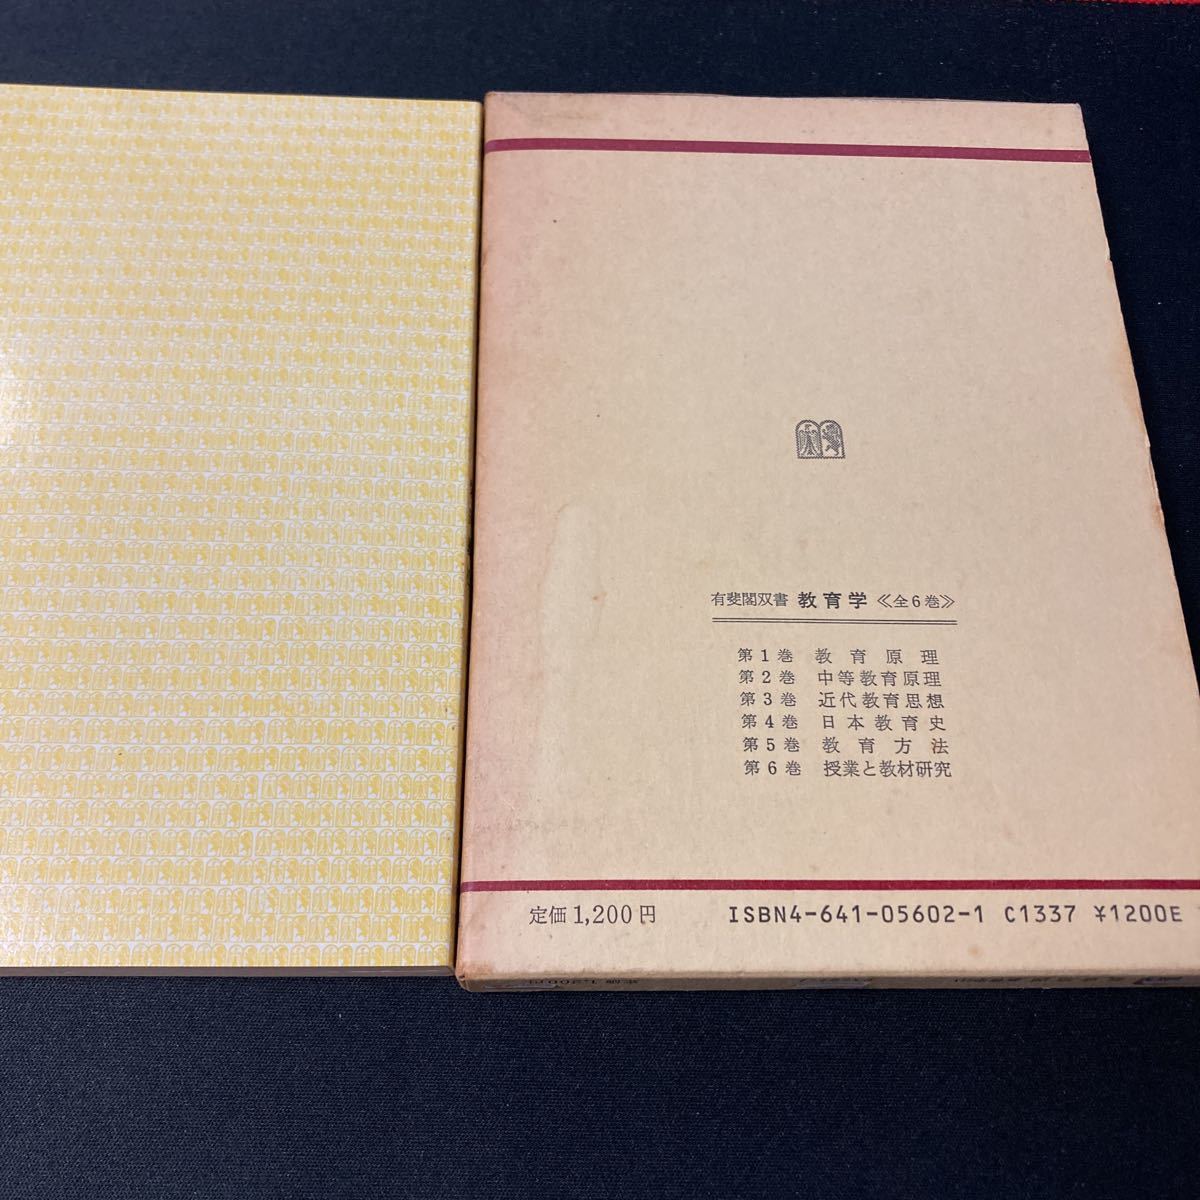 有斐閣双書 教育学 《全6巻》
第1巻 教育原理
第2巻 中等教育原理
第3巻 近代教育思想
第4巻 日本教育史
第5巻 教育方法
第6巻 授業と教材研究
定価1,200円 ISBN4-641-05602-1 C1337 ¥1200E